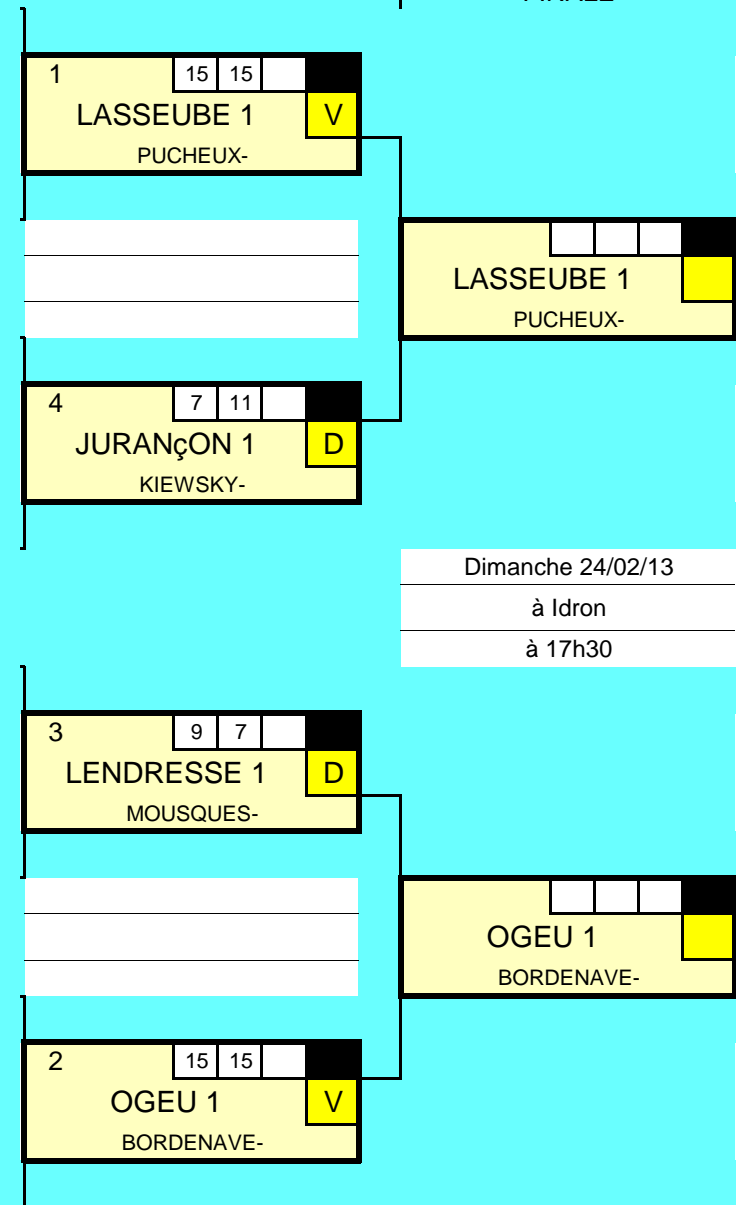 1 15 15
LASSEUBE 1 V
PUCHEUX-
LASSEUBE 1
PUCHEUX-
4 7 11
JURANçON 1 D
KIEWSKY-
Dimanche 24/02/13
à Idron
à 17h30
3 9 7
LENDRESSE 1 D
MOUSQUES-
OGEU 1
BORDENAVE-
2 15 15
OGEU 1 V
BORDENAVE-